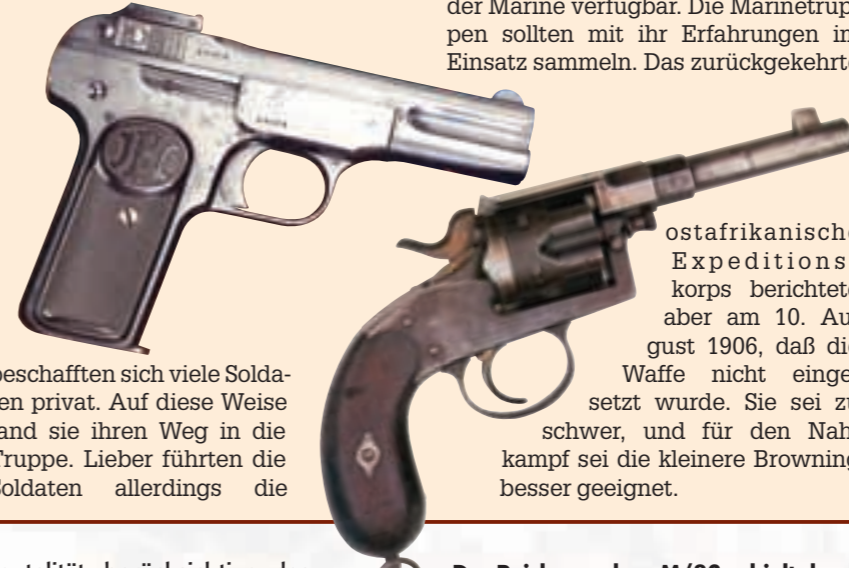 beschafften sich viele Solda-
privat. Auf diese Weise
sie ihren Weg in die
Truppe. Lieber führten die
Soldaten allerdings die
der Marine verfügbar. Die Marinetrup
pen sollten mit ihr Erfahrungen im
Einsatz sammeln. Das zurückgekehrte
ostafrikanische
Expeditions
korps berichtete
aber am 10. Au
gust 1906, daß die
Waffe nicht einge
setzt wurde. Sie sei zu
schwer, und für den Nah
kampf sei die kleinere Browning
besser geeignet.